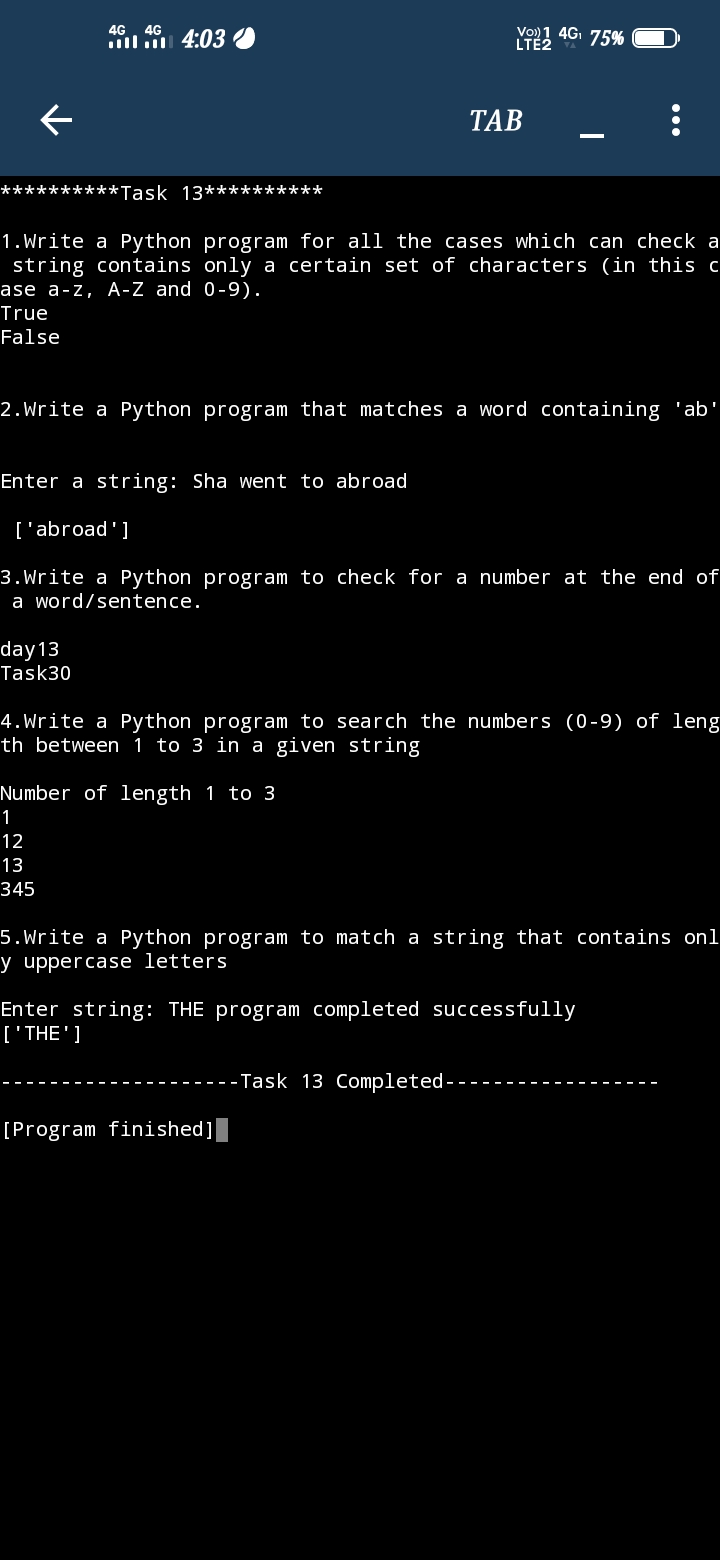 4G 4G 4:03 Vo)) 1 LTE2 4G 75%
TAB
**********Task 13**********
1.Write a Python program for all the cases which can check a
 string contains only a certain set of characters (in this c
ase a-z, A-Z and 0-9).
True
False
2.Write a Python program that matches a word containing 'ab'
Enter a string: Sha went to abroad
 ['abroad']
3.Write a Python program to check for a number at the end of
 a word/sentence.
day13
Task30
4.Write a Python program to search the numbers (0-9) of leng
th between 1 to 3 in a given string
Number of length 1 to 3
1
12
13
345
5.Write a Python program to match a string that contains onl
y uppercase letters
Enter string: THE program completed successfully
['THE']
--------------------Task 13 Completed------------------
[Program finished]